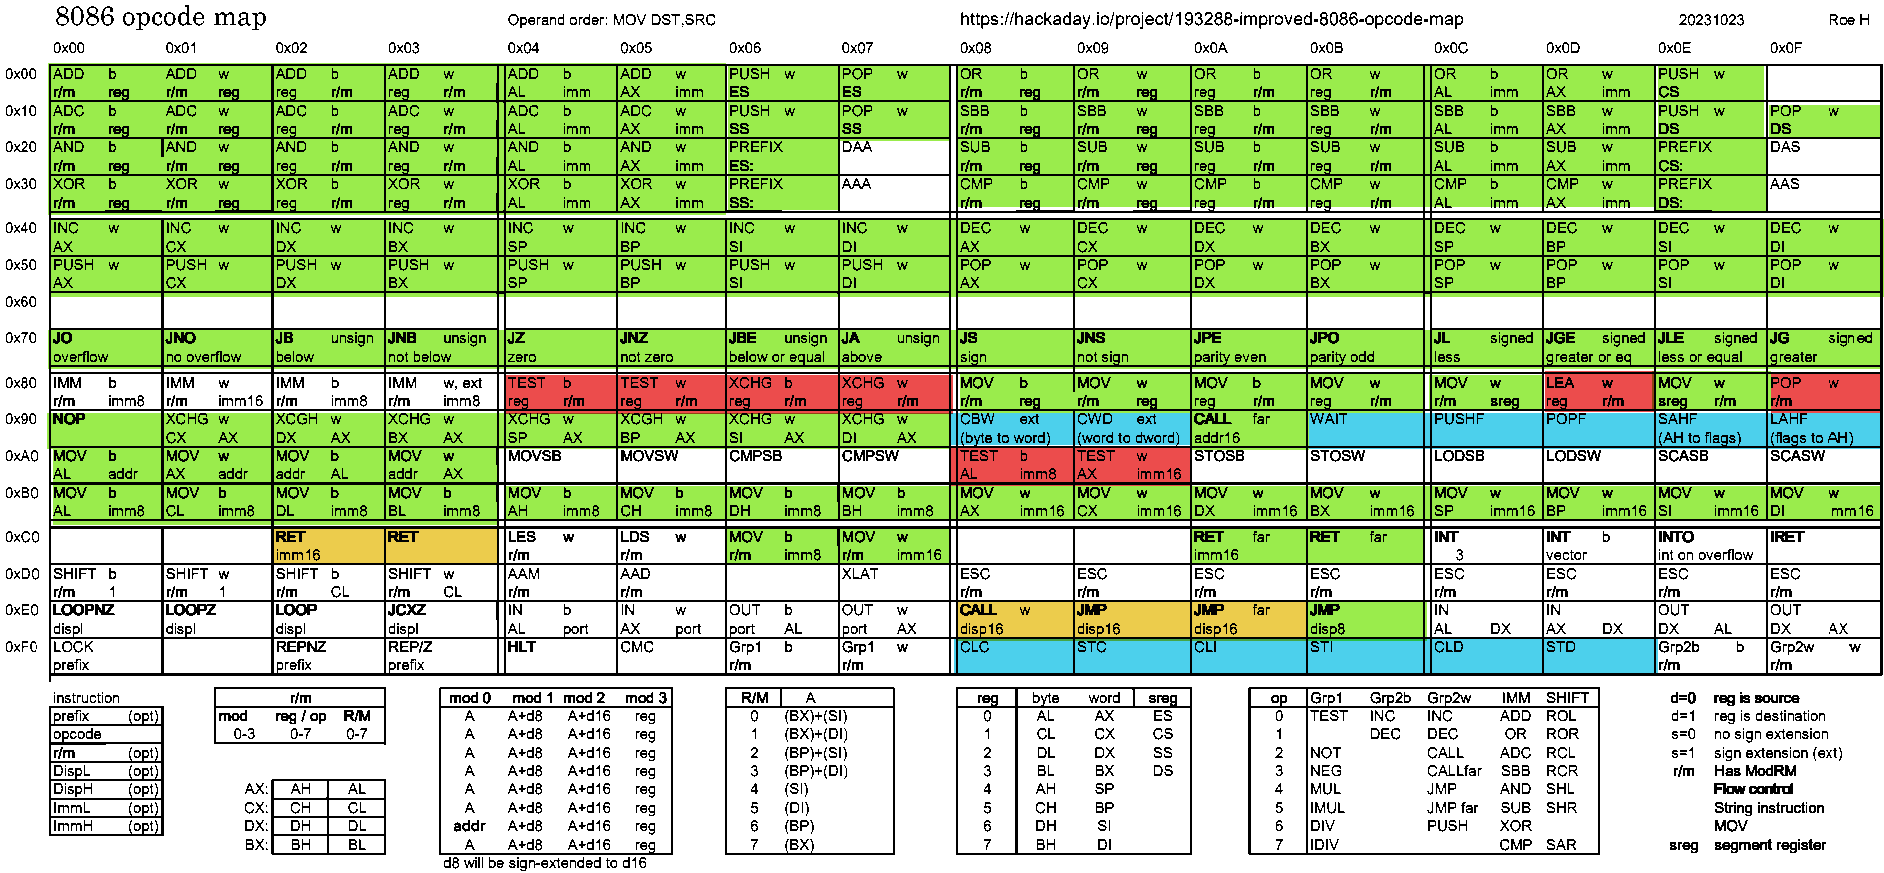 8086 opcode map Operand order: MOV DST,SRC https://hackaday.io/project/193288-improved-8086-opcode-map 20231023 Roe H
0x00 0x01 0x02 0x03 0x04 0x05 0x06 0x07 0x08 0x09 0x0A 0x0B 0x0C 0x0D 0x0E 0x0F
0x00 ADD b ADD w ADD b ADD w ADD b ADD w PUSH w POP w OR b OR w OR b OR w OR b OR w PUSH w
r/m reg r/m reg reg r/m reg r/m AL imm AX imm ES ES r/m reg r/m reg reg r/m reg r/m AL imm AX imm CS
0x10 ADC b ADC w ADC b ADC w ADC b ADC w PUSH w POP w SBB b SBB w SBB b SBB w SBB b SBB w PUSH w POP w
r/m reg r/m reg reg r/m reg r/m AL imm AX imm SS SS r/m reg r/m reg reg r/m reg r/m AL imm AX imm DS DS
0x20 AND b AND w AND b AND w AND b AND w PREFIX DAA SUB b SUB w SUB b SUB w SUB b SUB w PREFIX DAS
r/m reg r/m reg reg r/m reg r/m AL imm AX imm ES: r/m reg r/m reg reg r/m reg r/m AL imm AX imm CS:
0x30 XOR b XOR w XOR b XOR w XOR b XOR w PREFIX AAA CMP b CMP w CMP b CMP w CMP b CMP w PREFIX AAS
r/m reg r/m reg reg r/m reg r/m AL imm AX imm SS: r/m reg r/m reg reg r/m reg r/m AL imm AX imm DS:
0x40 INC w INC w INC w INC w INC w INC w INC w INC w DEC w DEC w DEC w DEC w DEC w DEC w DEC w DEC w
AX CX DX BX SP BP SI DI AX CX DX BX SP BP SI DI
0x50 PUSH w PUSH w PUSH w PUSH w PUSH w PUSH w PUSH w PUSH w POP w POP w POP w POP w POP w POP w POP w POP w
AX CX DX BX SP BP SI DI AX CX DX BX SP BP SI DI
0x60
0x70 JO JNO JB unsign JNB unsign JZ JNZ JBE unsign JA unsign JS JNS JPE JPO JL signed JGE signed JLE signed JG signed
overflow no overflow below not below zero not zero below or equal above sign not sign parity even parity odd less greater or eq less or equal greater
0x80 IMM b IMM w IMM b IMM w, ext TEST b TEST w XCHG b XCHG w MOV b MOV w MOV b MOV w MOV w LEA w MOV w POP w
r/m imm8 r/m imm16 r/m imm8 r/m imm8 reg r/m reg r/m reg r/m reg r/m r/m reg r/m reg reg r/m reg r/m r/m sreg reg r/m sreg r/m r/m
0x90 NOP XCHG w XCGH w XCHG w XCHG w XCGH w XCHG w XCHG w CBW ext CWD ext CALL far WAIT PUSHF POPF SAHF LAHF
CX AX DX AX BX AX SP AX BP AX SI AX DI AX (byte to word) (word to dword) addr16 (AH to flags) (flags to AH)
0xA0 MOV b MOV w MOV b MOV w MOVSB MOVSW CMPSB CMPSW TEST b TEST w STOSB STOSW LODSB LODSW SCASB SCASW
AL addr AX addr addr AL addr AX AL imm8 AX imm16
0xB0 MOV b MOV b MOV b MOV b MOV b MOV b MOV b MOV b MOV w MOV w MOV w MOV w MOV w MOV w MOV w MOV w
AL imm8 CL imm8 DL imm8 BL imm8 AH imm8 CH imm8 DH imm8 BH imm8 AX imm16 CX imm16 DX imm16 BX imm16 SP imm16 BP imm16 SI imm16 DI mm16
0xC0 RET RET LES w LDS w MOV b MOV w RET far RET far INT INT b INTO IRET
imm16 r/m r/m r/m imm8 r/m imm16 imm16 3 vector int on overflow
0xD0 SHIFT b SHIFT w SHIFT b SHIFT w AAM AAD XLAT ESC ESC ESC ESC ESC ESC ESC ESC
r/m 1 r/m 1 r/m CL r/m CL r/m r/m r/m r/m r/m r/m r/m r/m r/m r/m
0xE0 LOOPNZ LOOPZ LOOP JCXZ IN b IN w OUT b OUT w CALL w JMP JMP far JMP IN IN OUT OUT
displ displ displ displ AL port AX port port AL port AX disp16 disp16 disp16 disp8 AL DX AX DX DX AL DX AX
0xF0 LOCK REPNZ REP/Z HLT CMC Grp1 b Grp1 w CLC STC CLI STI CLD STD Grp2b b Grp2w w
prefix prefix prefix r/m r/m r/m r/m
instruction r/m mod 0 mod 1 mod 2 mod 3 R/M A reg byte word sreg op Grp1 Grp2b Grp2w IMM SHIFT d=0 reg is source
prefix (opt) mod reg / op R/M A A+d8 A+d16 reg 0 (BX)+(SI) 0 AL AX ES 0 TEST INC INC ADD ROL d=1 reg is destination
opcode 0-3 0-7 0-7 A A+d8 A+d16 reg 1 (BX)+(DI) 1 CL CX CS 1 DEC DEC OR ROR s=0 no sign extension
r/m (opt) A A+d8 A+d16 reg 2 (BP)+(SI) 2 DL DX SS 2 NOT CALL ADC RCL s=1 sign extension (ext)
DispL (opt) A A+d8 A+d16 reg 3 (BP)+(DI) 3 BL BX DS 3 NEG CALLfar SBB RCR r/m Has ModRM
DispH (opt) AX: AH AL A A+d8 A+d16 reg 4 (SI) 4 AH SP 4 MUL JMP AND SHL Flow control
ImmL (opt) CX: CH CL A A+d8 A+d16 reg 5 (DI) 5 CH BP 5 IMUL JMP far SUB SHR String instruction
ImmH (opt) DX: DH DL addr A+d8 A+d16 reg 6 (BP) 6 DH SI 6 DIV PUSH XOR MOV
BX: BH BL A A+d8 A+d16 reg 7 (BX) 7 BH DI 7 IDIV CMP SAR sreg segment register
d8 will be sign-extended to d16